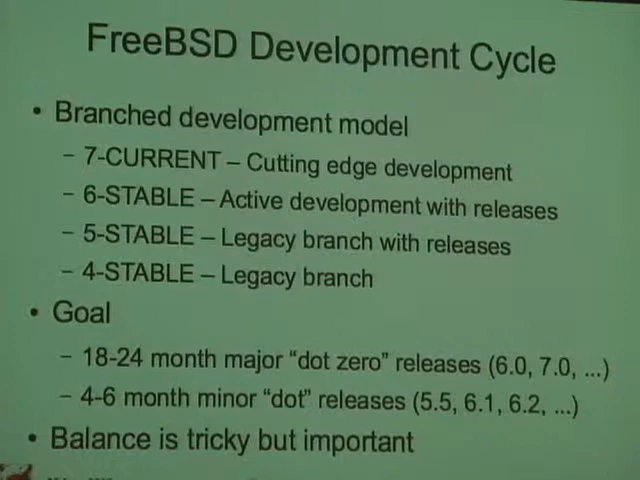 FreeBSD Development Cycle
• Branched development model
– 7-CURRENT – Cutting edge development
– 6-STABLE – Active development with releases
– 5-STABLE – Legacy branch with releases
– 4-STABLE – Legacy branch
• Goal
– 18-24 month major “dot zero” releases (6.0, 7.0, ...)
– 4-6 month minor “dot” releases (5.5, 6.1, 6.2, ...)
• Balance is tricky but important